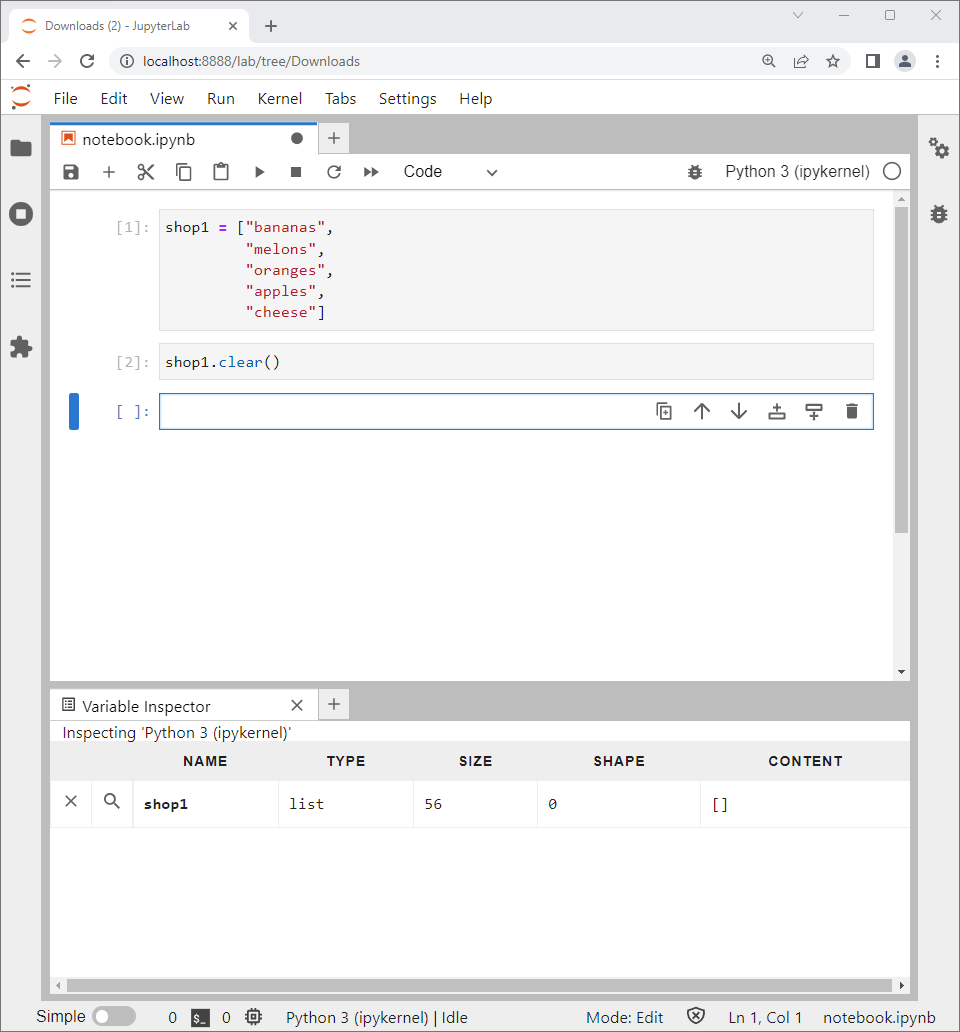 Downloads (2) - JupyterLab
localhost:8888/lab/tree/Downloads
File Edit View Run Kernel Tabs Settings Help
notebook.ipynb
Code Python 3 (ipykernel)
[1]: shop1 = ["bananas",
"melons",
"oranges",
"apples",
"cheese"]
[2]: shop1.clear()
[ ]:
Variable Inspector
Inspecting 'Python 3 (ipykernel)'
NAME TYPE SIZE SHAPE CONTENT
shop1 list 56 0 []
Simple 0 $_ 0 Python 3 (ipykernel) | Idle Mode: Edit Ln 1, Col 1 notebook.ipynb